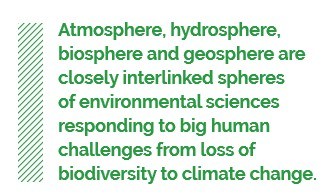 Atmosphere, hydrosphere,
biosphere and geosphere are
closely interlinked spheres
of environmental sciences
responding to big human
challenges from loss of
biodiversity to climate change.